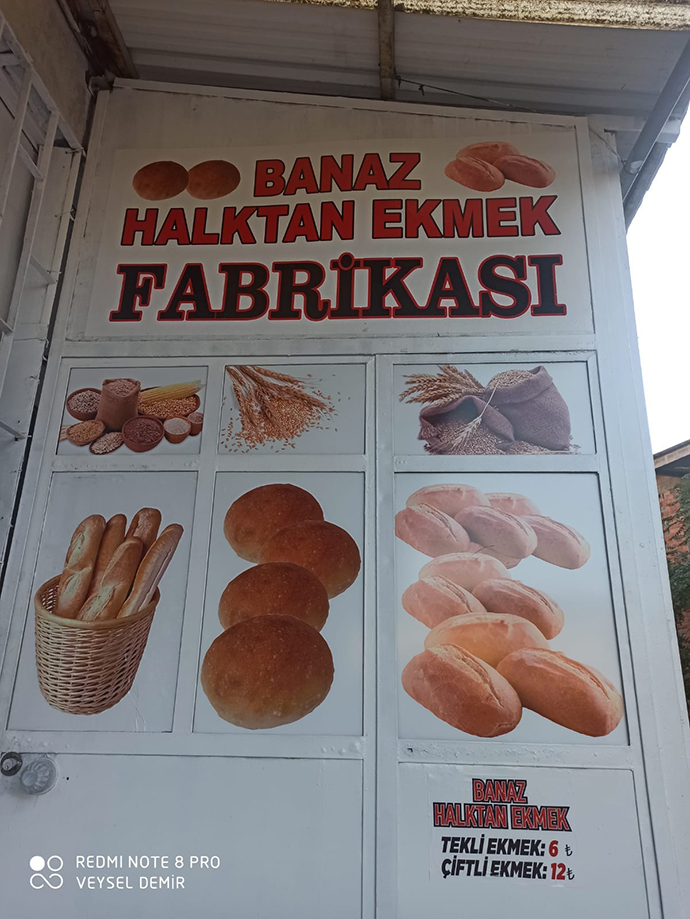 BANAZ
HALKTAN EKMEK
FABRİKASI
BANAZ
HALKTAN EKMEK
TEKLİ EKMEK: 6 ₺
ÇİFTLİ EKMEK: 12₺
REDMI NOTE 8 PRO
VEYSEL DEMİR